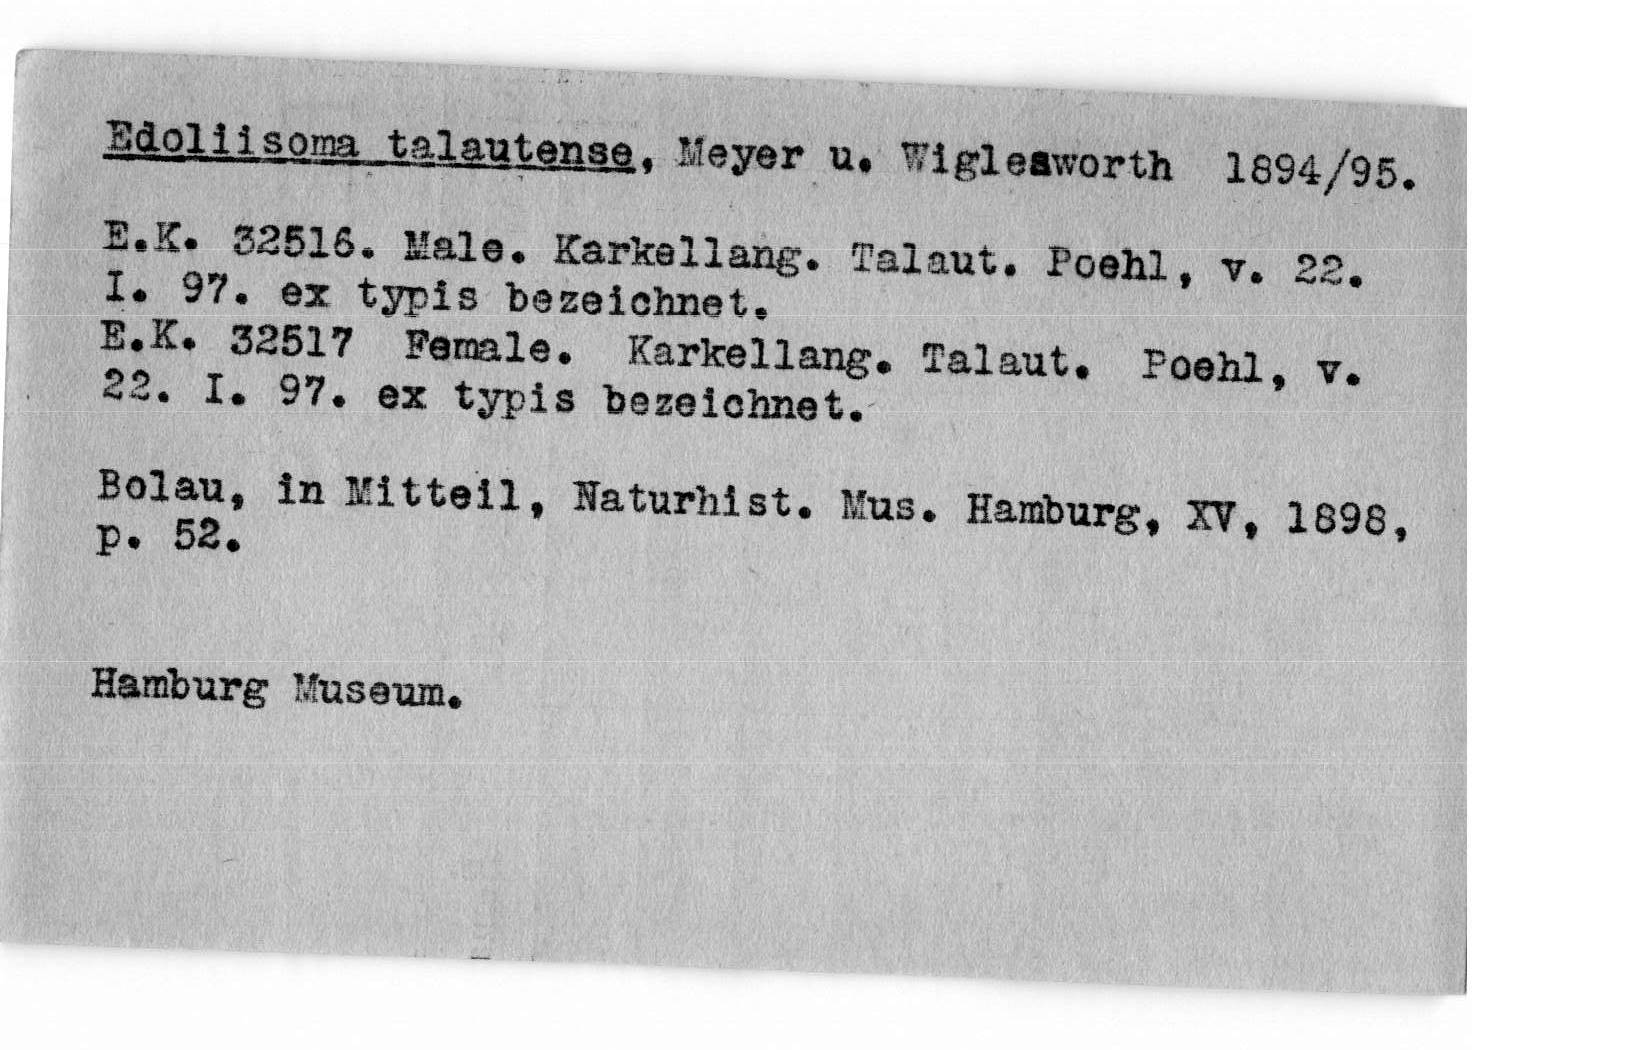 Edoliisoma talautense, Meyer u. Wiglesworth 1894/95.
E.K. 32516. Male. Karkellang. Talaut. Poehl, v. 22.
I. 97. ex typis bezeichnet.
E.K. 32517 Female. Karkellang. Talaut. Poehl, v.
22. I. 97. ex typis bezeichnet.
Bolau, in Mitteil, Naturhist. Mus. Hamburg, XV, 1898,
p. 52.
Hamburg Museum.